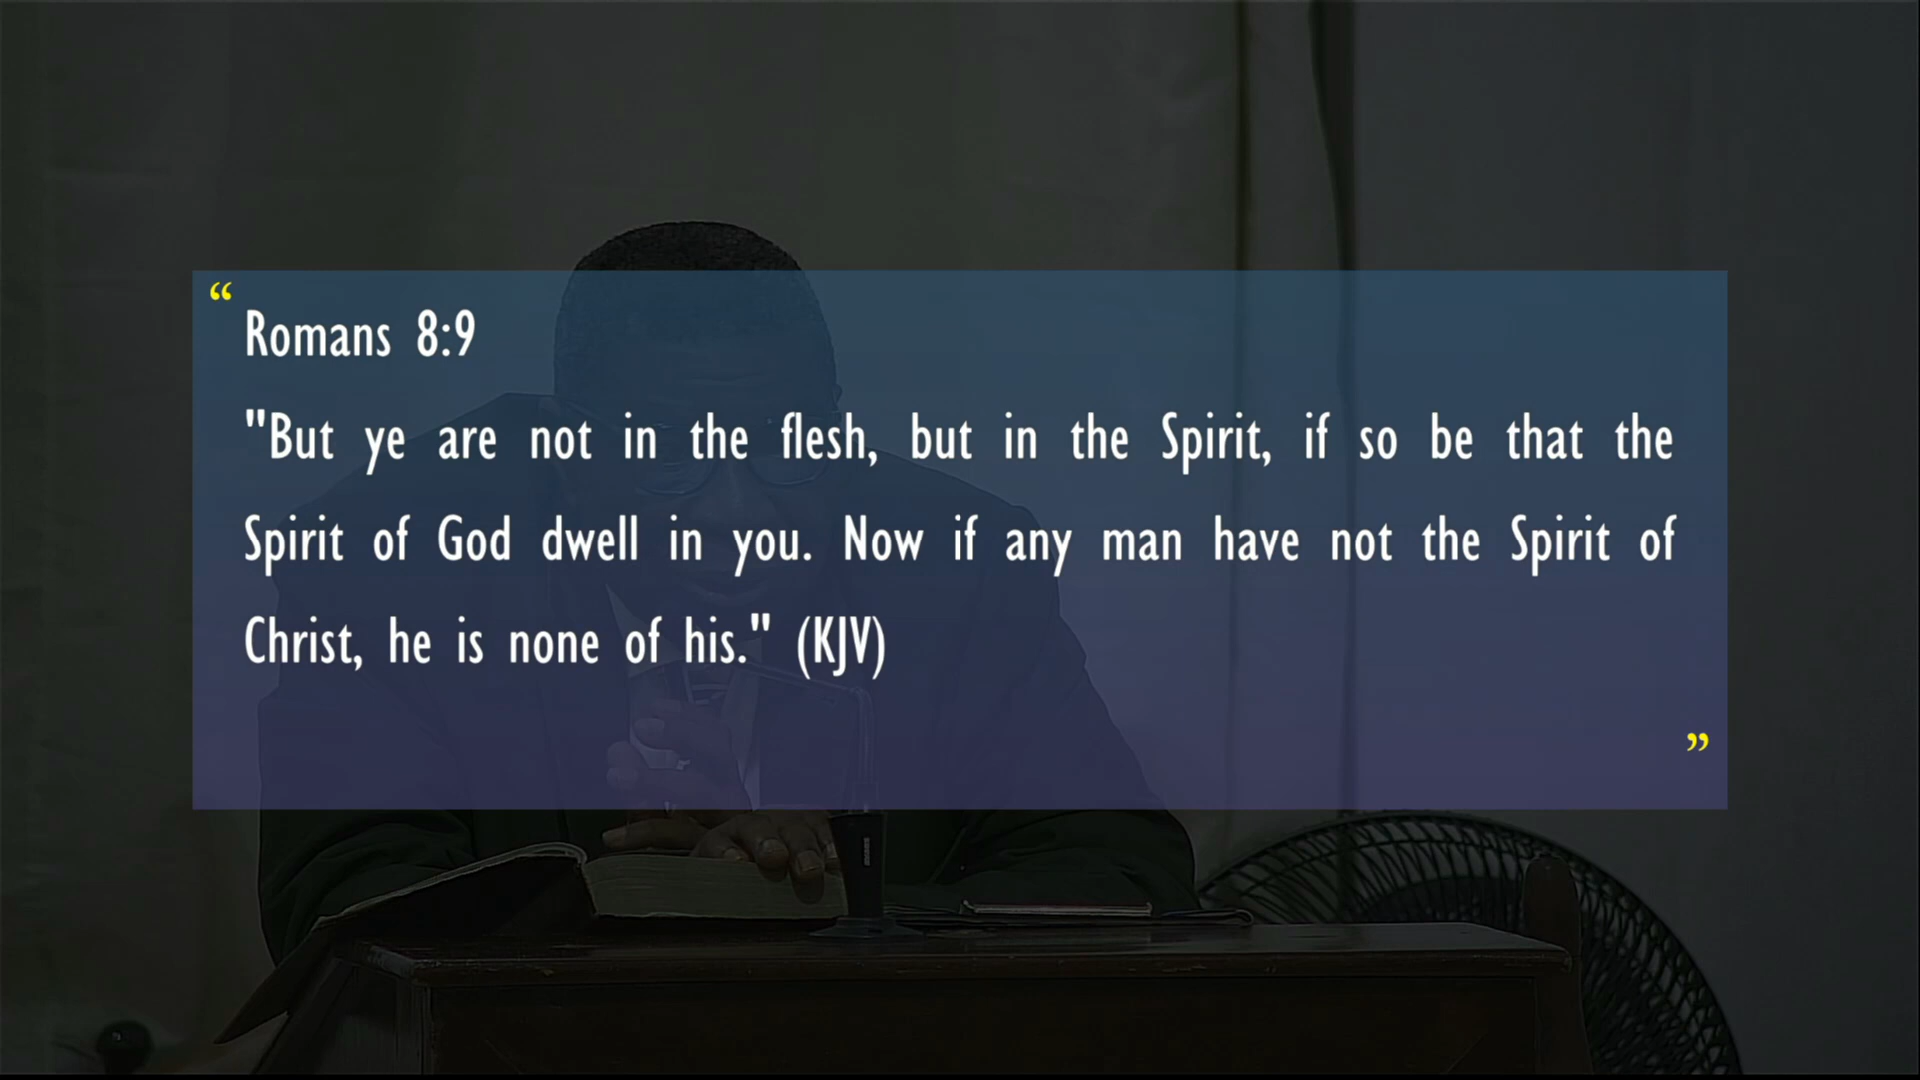 “
Romans 8:9
"But ye are not in the flesh, but in the Spirit, if so be that the
Spirit of God dwell in you. Now if any man have not the Spirit of
Christ, he is none of his." (KJV)
”